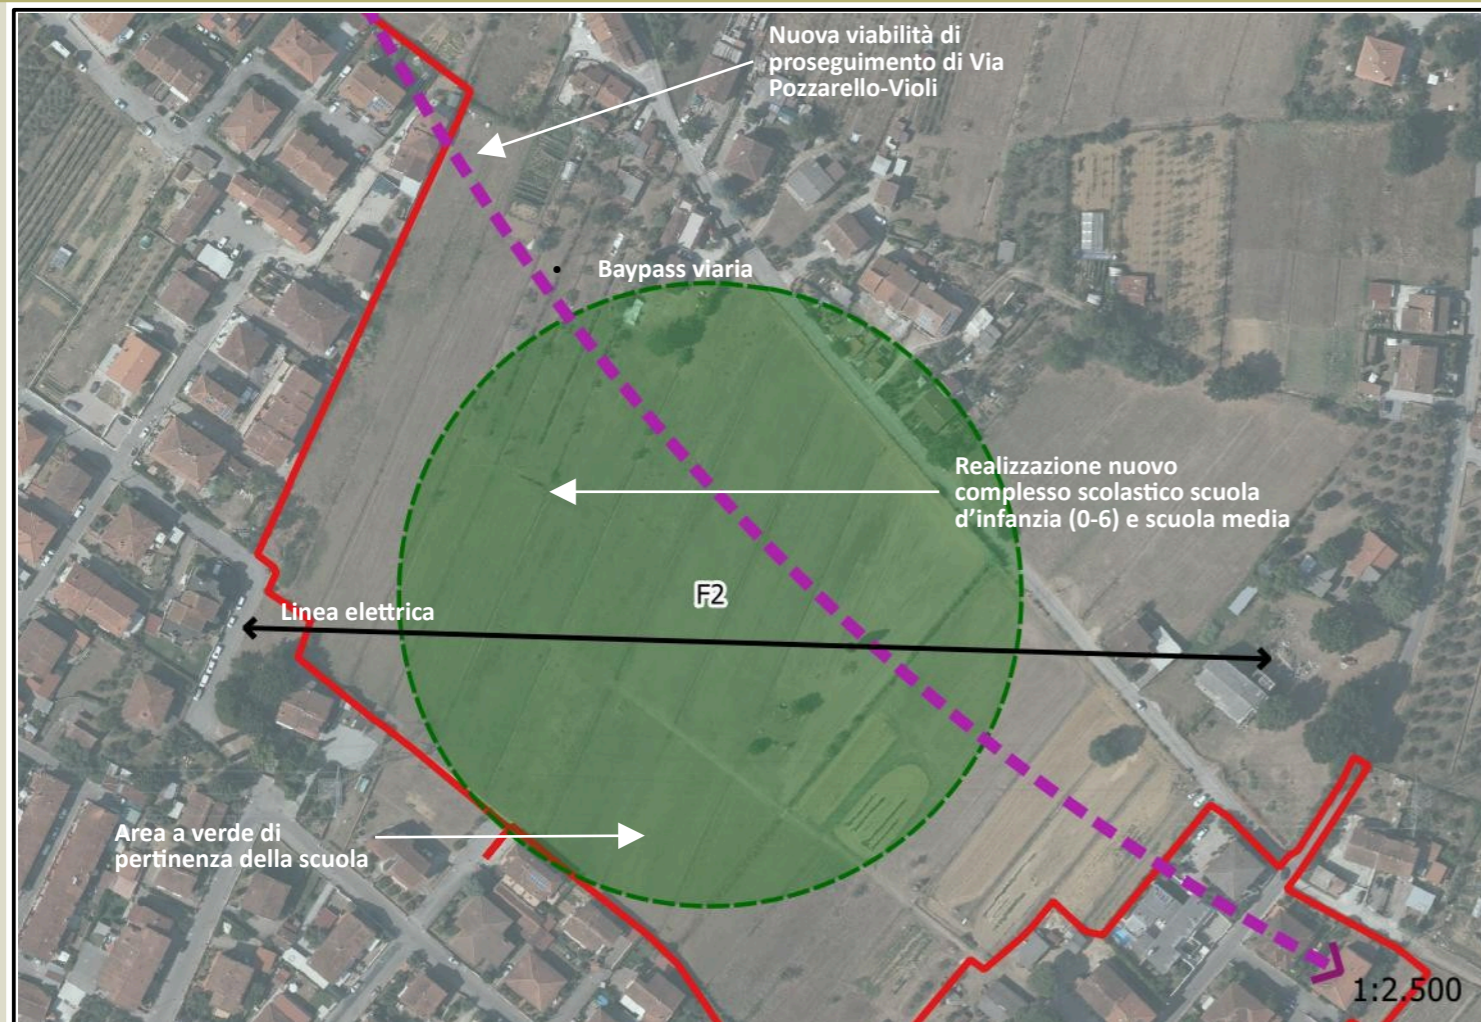 Nuova viabilità di
proseguimento di Via
Pozzarello-Violi
Baypass viaria
Realizzazione nuovo
complesso scolastico scuola
d'infanzia (0-6) e scuola media
F2
Linea elettrica
Area a verde di
pertinenza della scuola
1:2.500